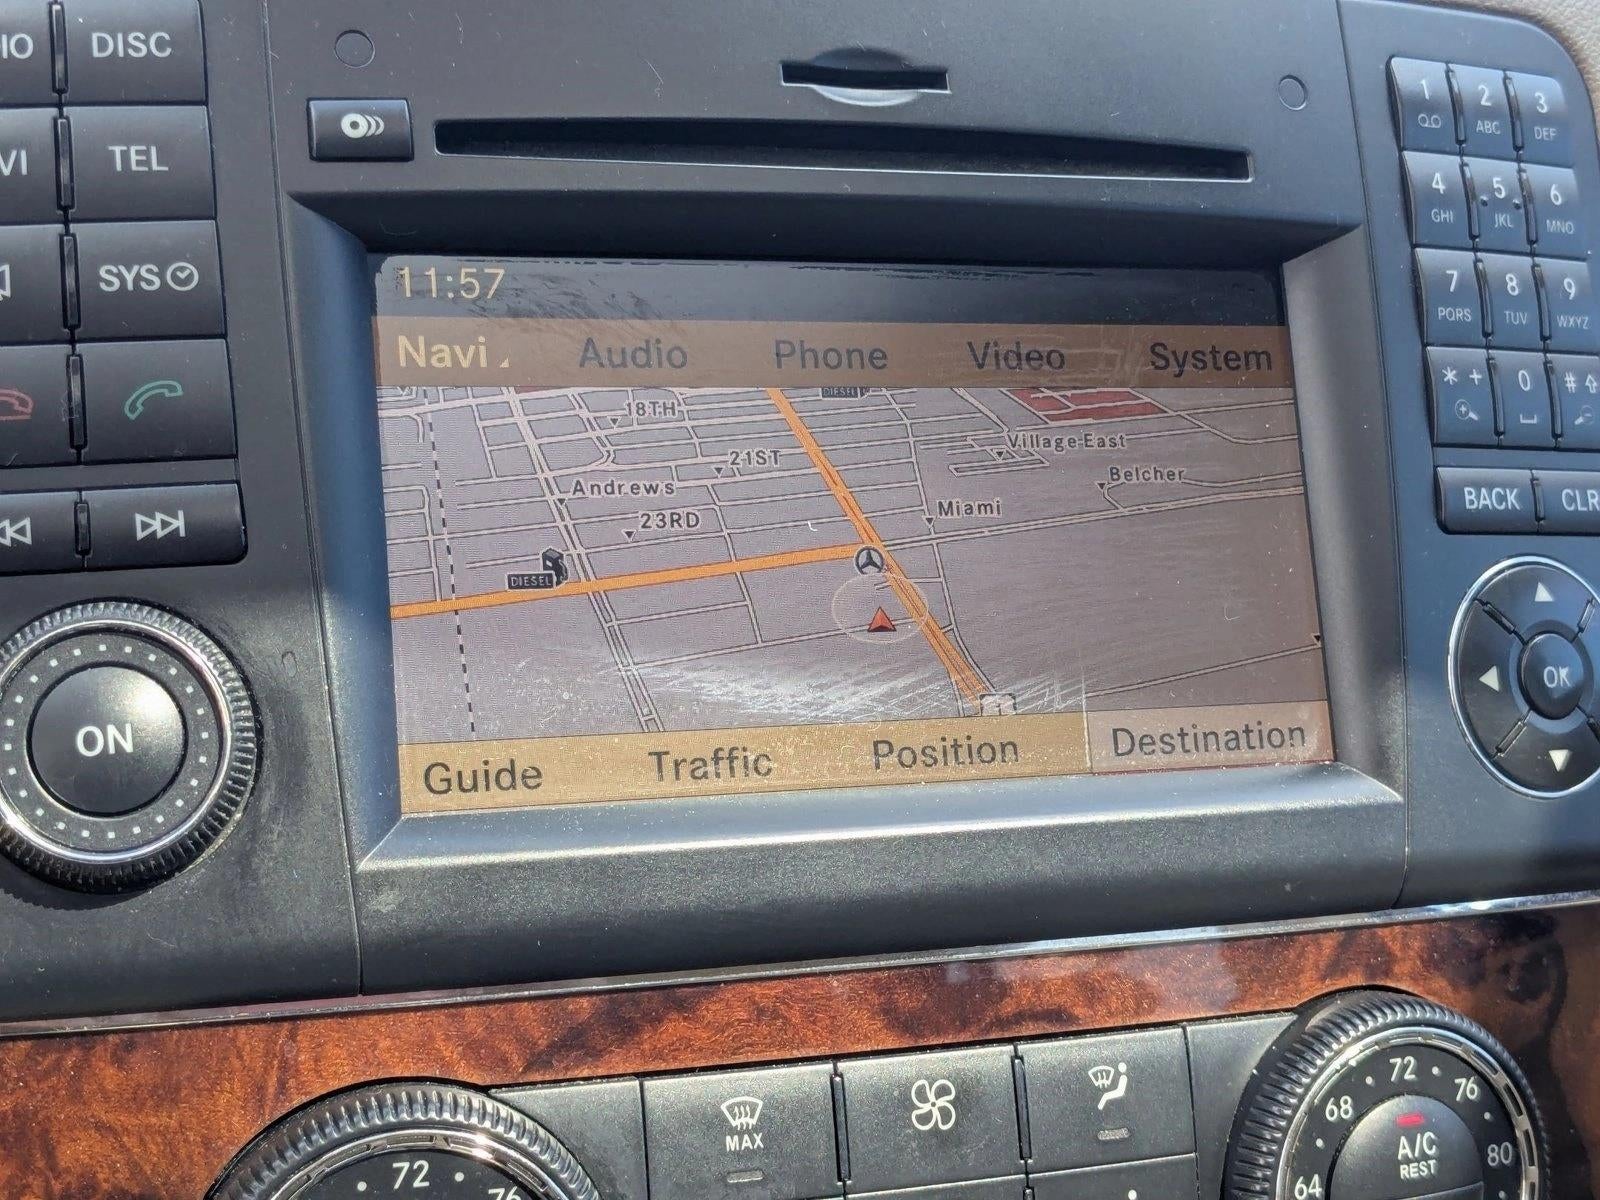 DISC
TEL
SYS
ON
11:57
Navi Audio Phone Video System
DIESEL
18TH
Village East
21ST
Belcher
Andrews
Miami
23RD
DIESEL
Guide Traffic Position Destination
1 2 ABC 3 DEF
4 GHI 5 JKL 6 MNO
7 PQRS 8 TUV 9 WXYZ
* + 0 #
BACK CLR
OK
72 76
MAX
64 68 72 76 80
A/C
REST